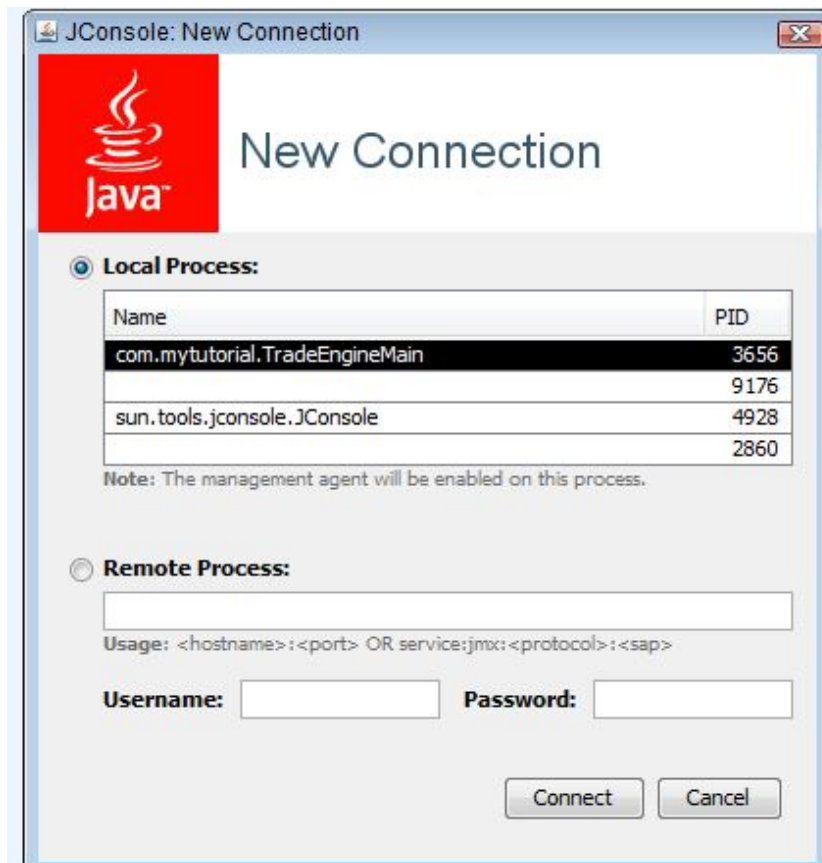 JConsole: New Connection
Java™
New Connection
Local Process:
Name PID
com.mytutorial.TradeEngineMain 3656
9176
sun.tools.jconsole.JConsole 4928
2860
Note: The management agent will be enabled on this process.
Remote Process:
Usage: <hostname>:<port> OR service:jmx:<protocol>:<sap>
Username: Password:
Connect Cancel